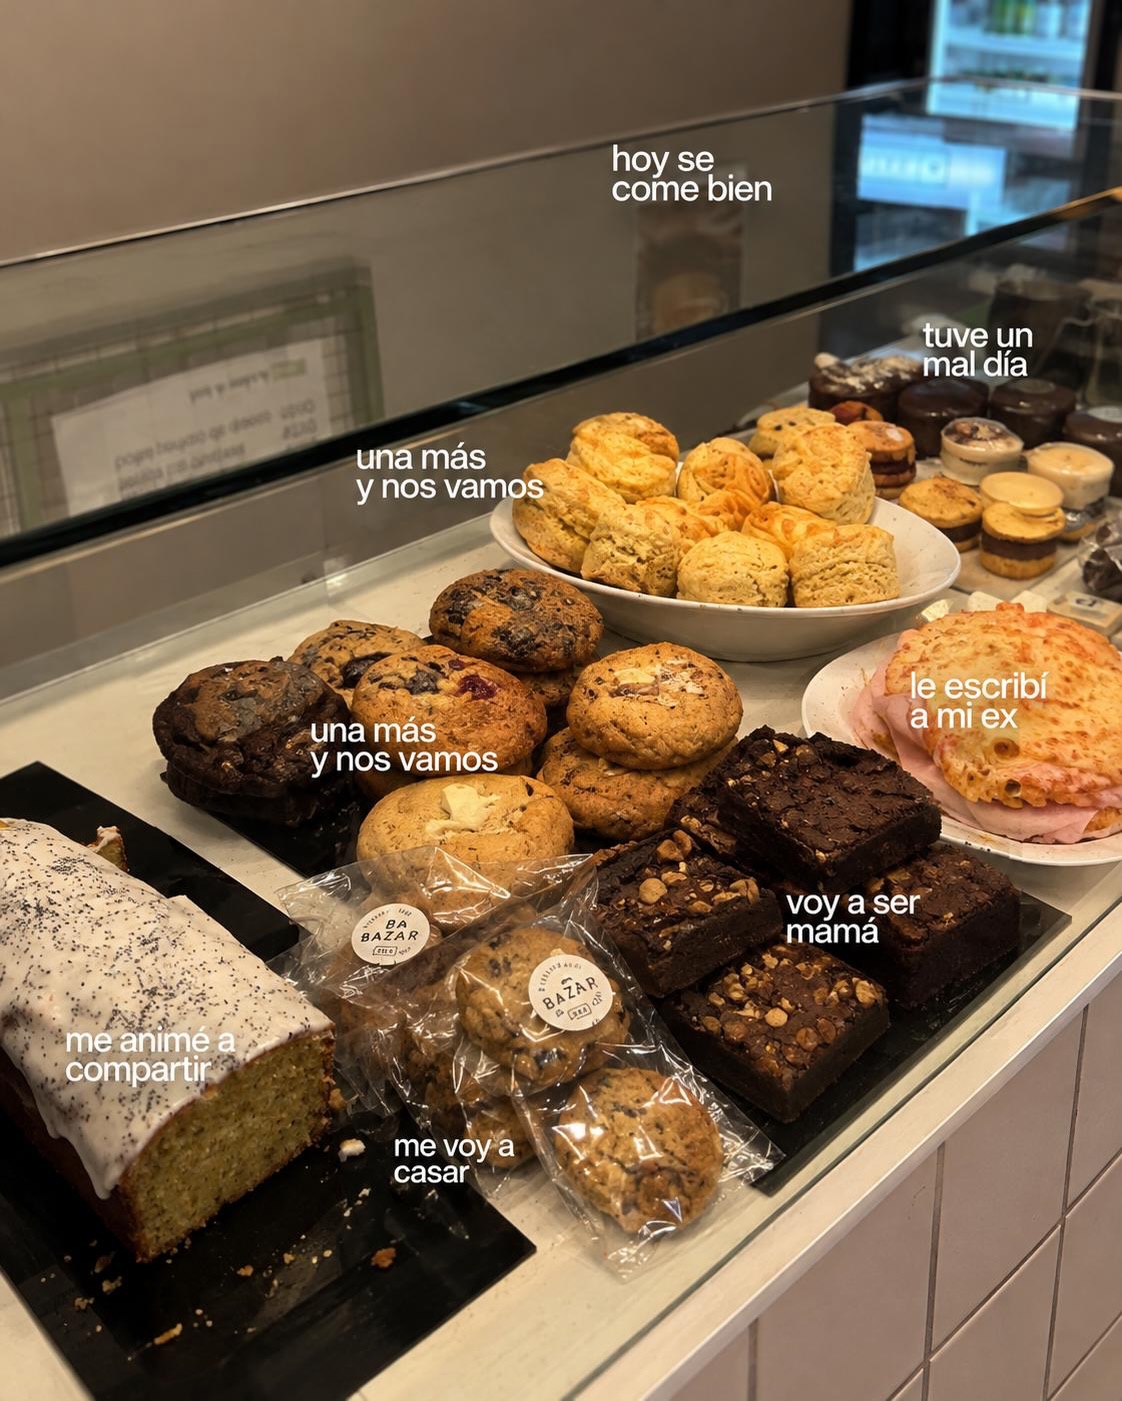 hoy se
come bien
tuve un
mal día
una más
y nos vamos
le escribí
a mi ex
una más
y nos vamos
voy a ser
mamá
BA
BAZAR
BAZAR
me animé a
compartir
me voy a
casar